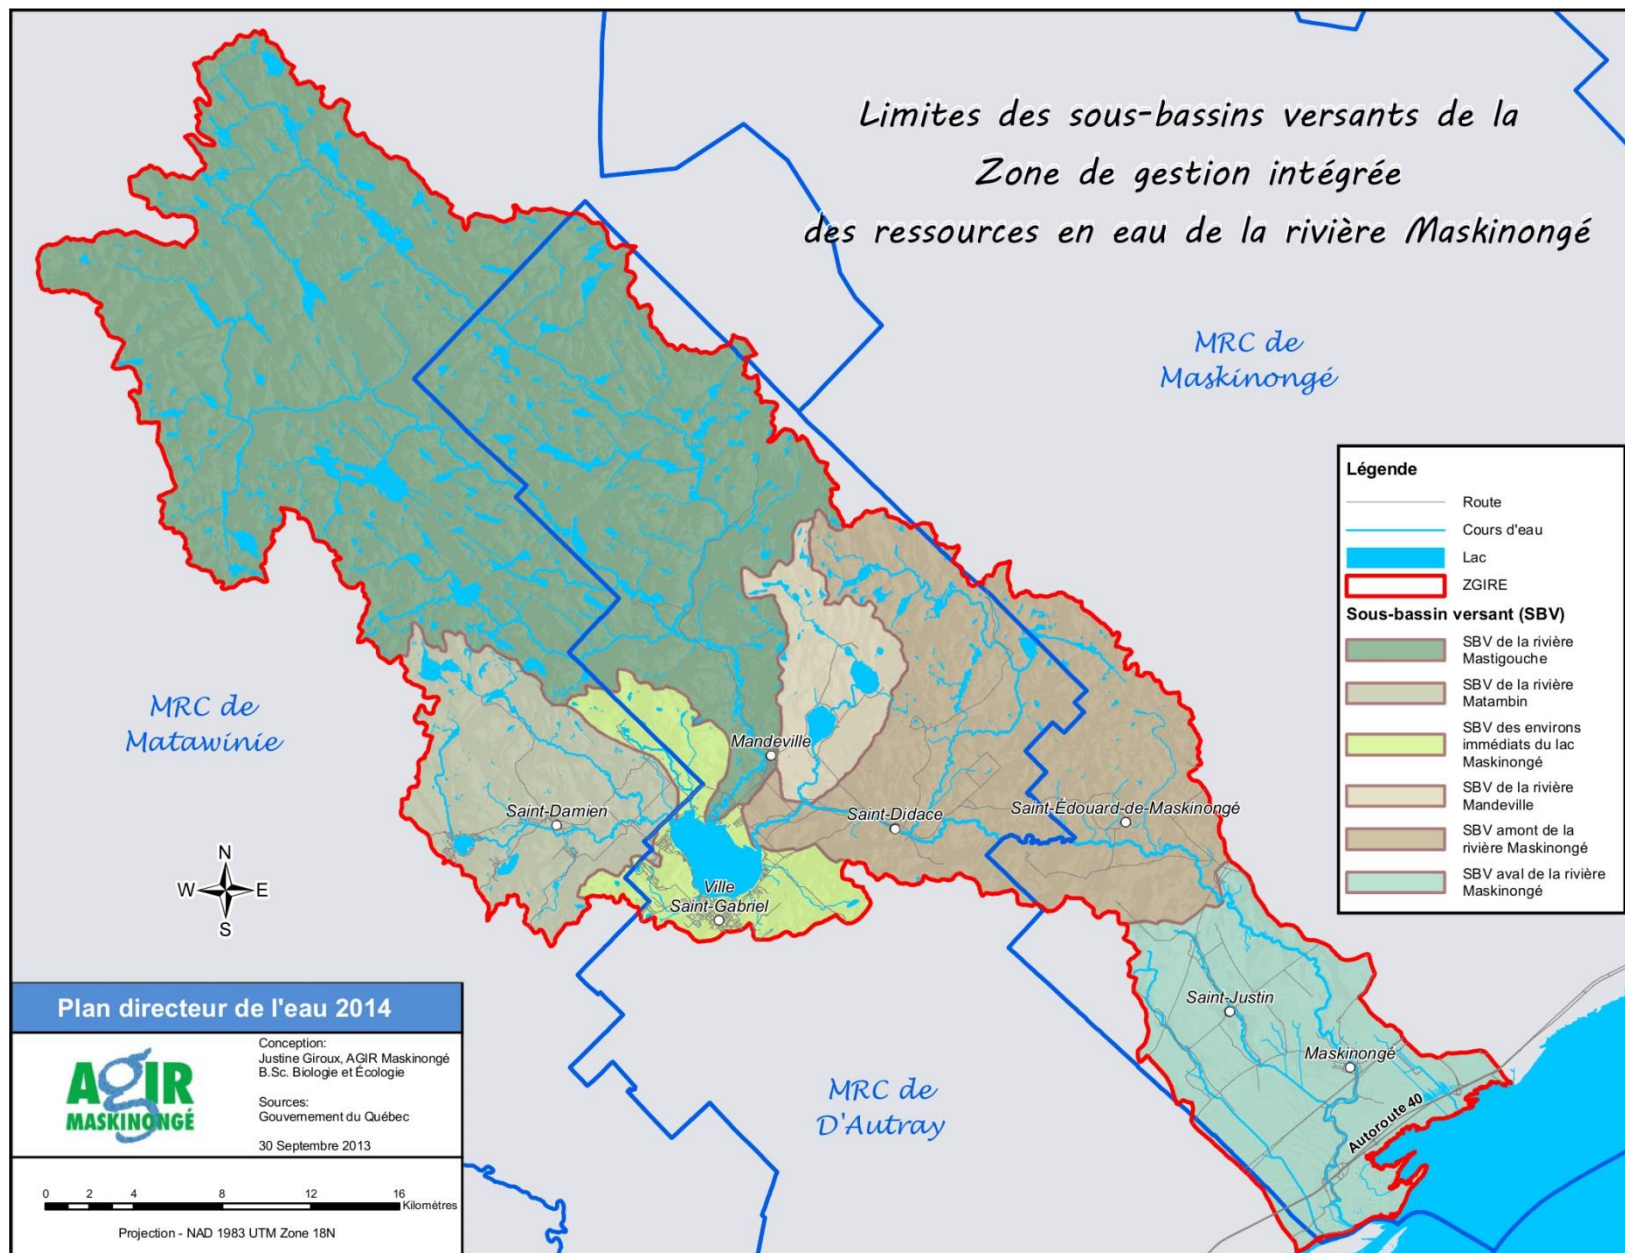 Limites des sous-bassins versants de la
Zone de gestion intégrée
des ressources en eau de la rivière Maskinongé
MRC de
Maskinongé
MRC de
Matawinie
MRC de
D'Autray
Mandeville
Saint-Damien
Saint-Didace
Saint-Édouard-de-Maskinongé
Ville
Saint-Gabriel
Saint-Justin
Maskinongé
Autoroute 40
N
W
E
S
Légende
Route
Cours d'eau
Lac
ZGIRE
Sous-bassin versant (SBV)
SBV de la rivière
Mastigouche
SBV de la rivière
Matambin
SBV des environs
immédiats du lac
Maskinongé
SBV de la rivière
Mandeville
SBV amont de la
rivière Maskinongé
SBV aval de la rivière
Maskinongé
Plan directeur de l'eau 2014
AGIR
MASKINONGÉ
Conception:
Justine Giroux, AGIR Maskinongé
B.Sc. Biologie et Écologie
Sources:
Gouvernement du Québec
30 Septembre 2013
0 2 4 8 12 16
Kilomètres
Projection - NAD 1983 UTM Zone 18N